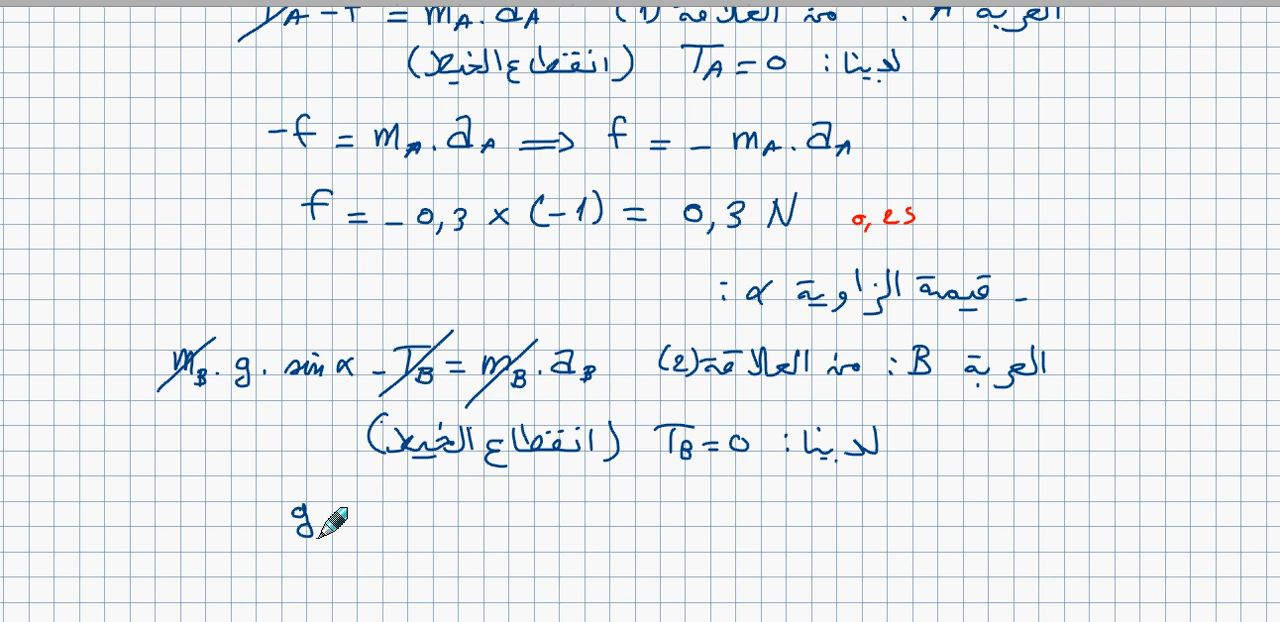 العربة A : من العلاقة (1) T_A - f = m_A . a_A
لدينا : T_A = 0 (انقطاع الخيط)
-f = m_A . a_A ⟹ f = - m_A . a_A
f = - 0,3 × (-1) = 0,3 N 0,25
- قيمة الزاوية α :
العربة B : من العلاقة (2) m_B . g . sin α - T_B = m_B . a_B
لدينا : T_B = 0 (انقطاع الخيط)
g